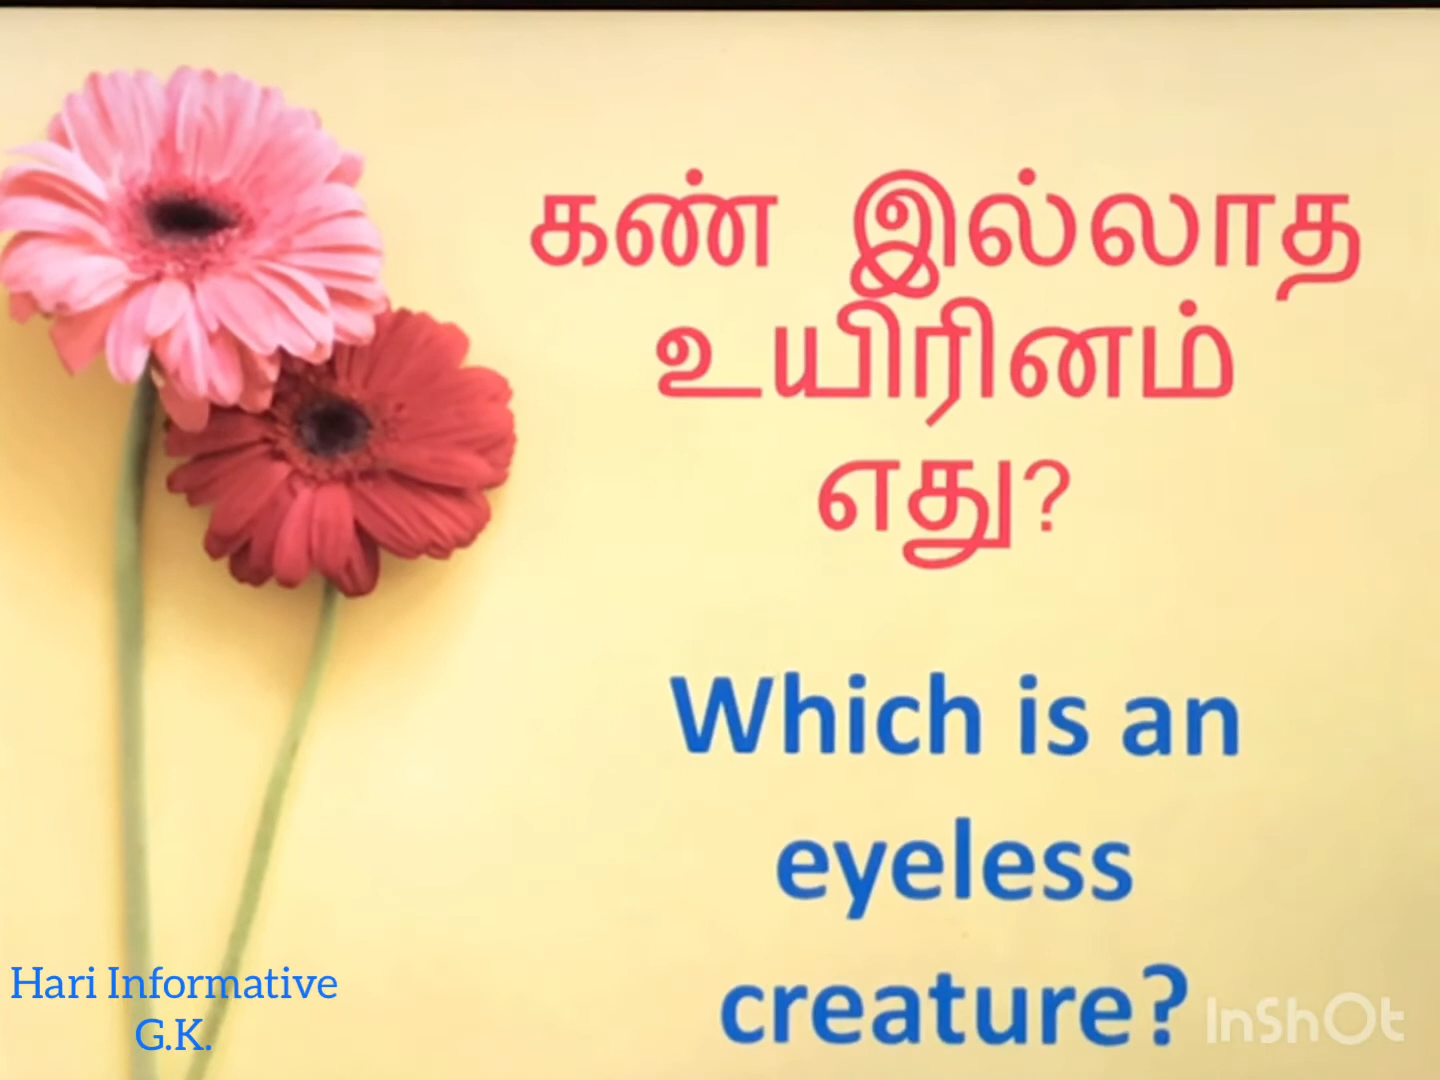 கண் இல்லாத
உயிரினம்
எது?
Which is an
eyeless
creature?
Hari Informative
G.K.
InShOt